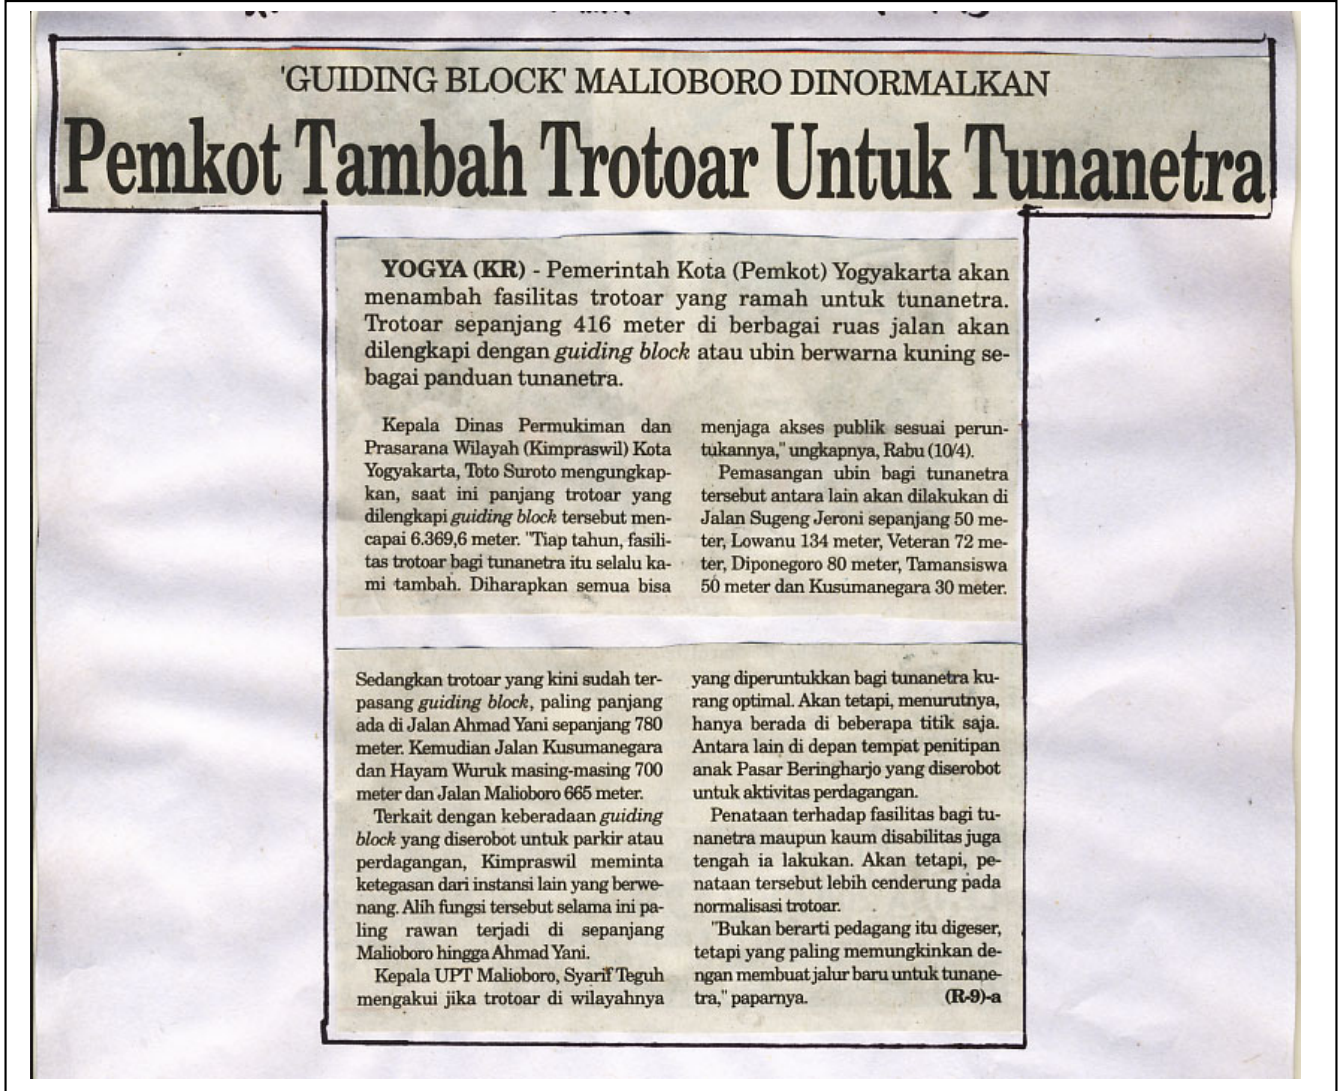 'GUIDING BLOCK' MALIOBORO DINORMALKAN
Pemkot Tambah Trotoar Untuk Tunanetra
YOGYA (KR) - Pemerintah Kota (Pemkot) Yogyakarta akan
menambah fasilitas trotoar yang ramah untuk tunanetra.
Trotoar sepanjang 416 meter di berbagai ruas jalan akan
dilengkapi dengan guiding block atau ubin berwarna kuning se-
bagai panduan tunanetra.
Kepala Dinas Permukiman dan
Prasarana Wilayah (Kimpraswil) Kota
Yogyakarta, Toto Suroto mengungkap-
kan, saat ini panjang trotoar yang
dilengkapi guiding block tersebut men-
capai 6.369,6 meter. "Tiap tahun, fasili-
tas trotoar bagi tunanetra itu selalu ka-
mi tambah. Diharapkan semua bisa
menjaga akses publik sesuai perun-
tukannya," ungkapnya, Rabu (10/4).
Pemasangan ubin bagi tunanetra
tersebut antara lain akan dilakukan di
Jalan Sugeng Jeroni sepanjang 50 me-
ter, Lowanu 134 meter, Veteran 72 me-
ter, Diponegoro 80 meter, Tamansiswa
50 meter dan Kusumanegara 30 meter.
Sedangkan trotoar yang kini sudah ter-
pasang guiding block, paling panjang
ada di Jalan Ahmad Yani sepanjang 780
meter. Kemudian Jalan Kusumanegara
dan Hayam Wuruk masing-masing 700
meter dan Jalan Malioboro 665 meter.
Terkait dengan keberadaan guiding
block yang diserobot untuk parkir atau
perdagangan, Kimpraswil meminta
ketegasan dari instansi lain yang berwe-
nang. Alih fungsi tersebut selama ini pa-
ling rawan terjadi di sepanjang
Malioboro hingga Ahmad Yani.
Kepala UPT Malioboro, Syarif Teguh
mengakui jika trotoar di wilayahnya
yang diperuntukkan bagi tunanetra ku-
rang optimal. Akan tetapi, menurutnya,
hanya berada di beberapa titik saja.
Antara lain di depan tempat penitipan
anak Pasar Beringharjo yang diserobot
untuk aktivitas perdagangan.
Penataan terhadap fasilitas bagi tu-
nanetra maupun kaum disabilitas juga
tengah ia lakukan. Akan tetapi, pe-
nataan tersebut lebih cenderung pada
normalisasi trotoar.
"Bukan berarti pedagang itu digeser,
tetapi yang paling memungkinkan de-
ngan membuat jalur baru untuk tunane-
tra," paparnya. (R-9)-a